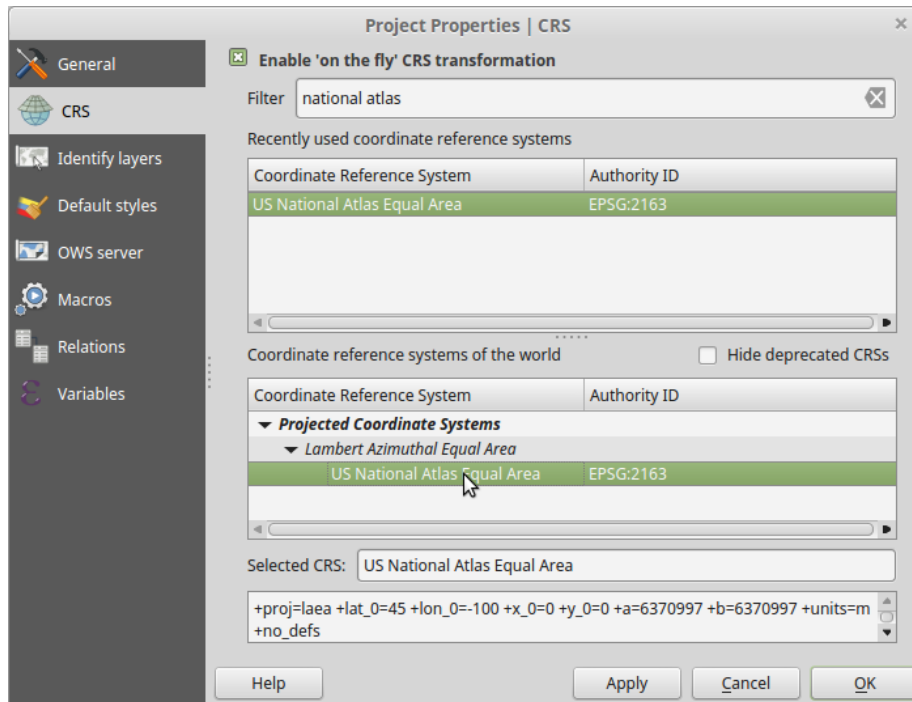 Project Properties | CRS
General
CRS
Identify layers
Default styles
OWS server
Macros
Relations
Variables
Enable 'on the fly' CRS transformation
Filter national atlas
Recently used coordinate reference systems
Coordinate Reference System Authority ID
US National Atlas Equal Area EPSG:2163
Coordinate reference systems of the world Hide deprecated CRSs
Coordinate Reference System Authority ID
Projected Coordinate Systems
Lambert Azimuthal Equal Area
US National Atlas Equal Area EPSG:2163
Selected CRS: US National Atlas Equal Area
+proj=laea +lat_0=45 +lon_0=-100 +x_0=0 +y_0=0 +a=6370997 +b=6370997 +units=m
+no_defs
Help Apply Cancel OK